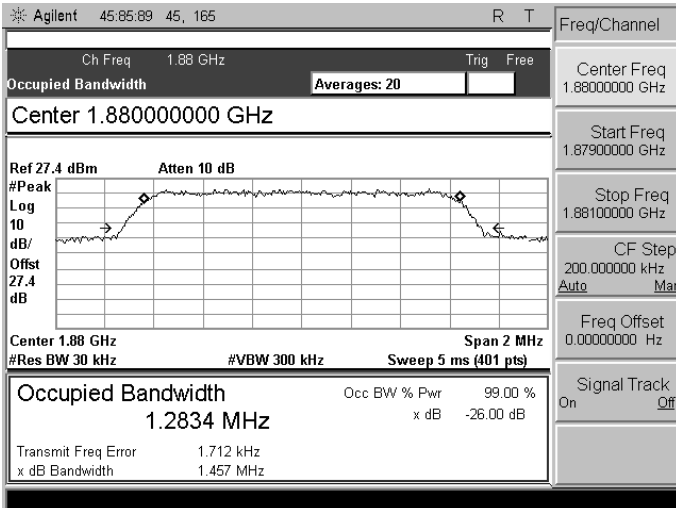 Agilent 45:85:89 45, 165 R T
Ch Freq 1.88 GHz Trig Free
Occupied Bandwidth Averages: 20
Center 1.880000000 GHz
Ref 27.4 dBm Atten 10 dB
#Peak
Log
10
dB/
Offst
27.4
dB
Center 1.88 GHz Span 2 MHz
#Res BW 30 kHz #VBW 300 kHz Sweep 5 ms (401 pts)
Occupied Bandwidth Occ BW % Pwr 99.00 %
1.2834 MHz x dB -26.00 dB
Transmit Freq Error 1.712 kHz
x dB Bandwidth 1.457 MHz
Freq/Channel
Center Freq
1.88000000 GHz
Start Freq
1.87900000 GHz
Stop Freq
1.88100000 GHz
CF Step
200.000000 kHz
Auto Man
Freq Offset
0.00000000 Hz
Signal Track
On Off